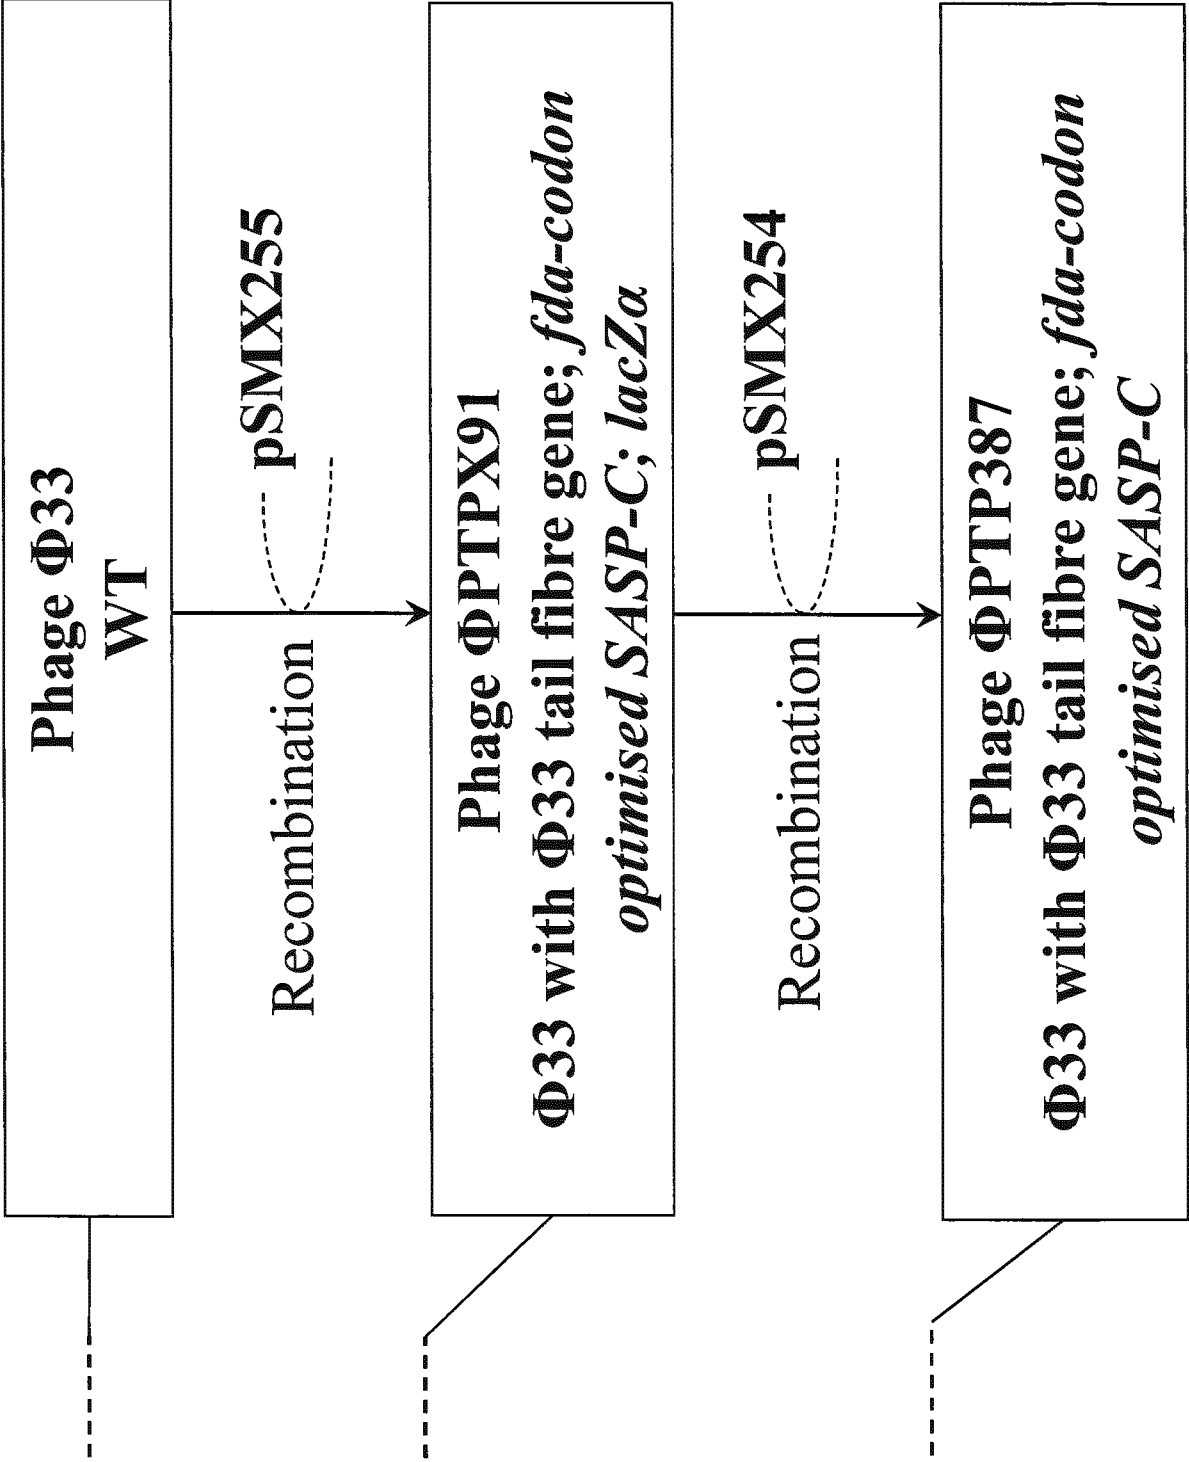 Phage Φ33
WT
Recombination
pSMX255
Phage ΦPTPX91
Φ33 with Φ33 tail fibre gene; fda-codon
optimised SASP-C; lacZα
Recombination
pSMX254
Phage ΦPTP387
Φ33 with Φ33 tail fibre gene; fda-codon
optimised SASP-C